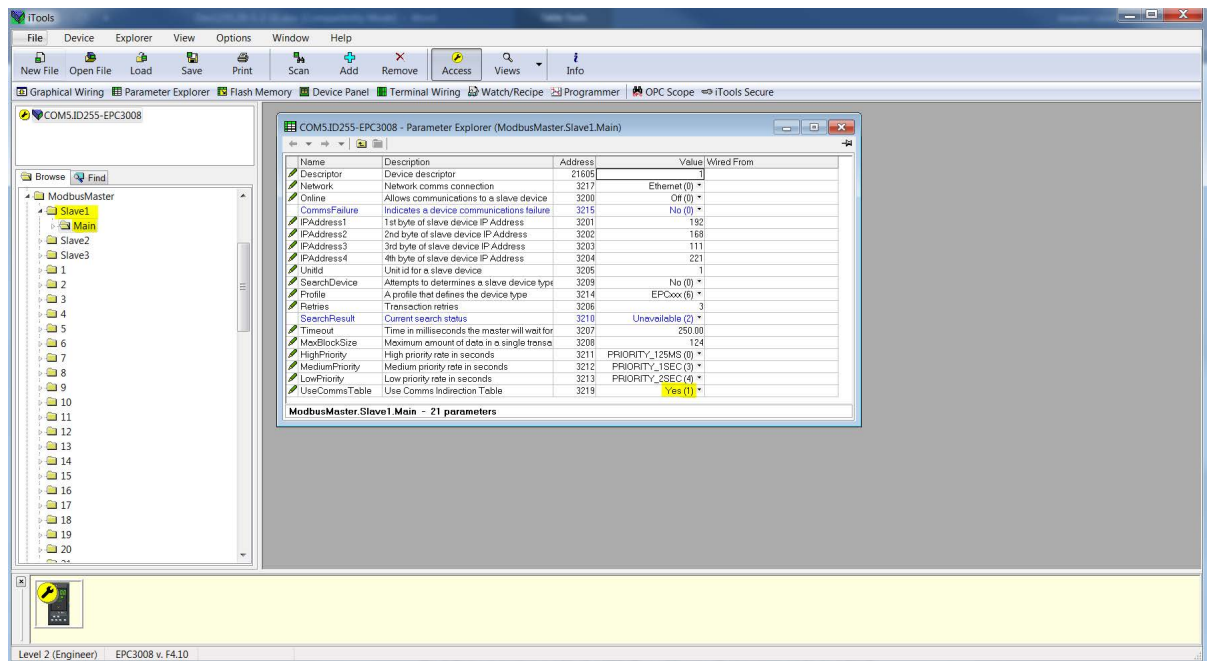 iTools
File Device Explorer View Options Window Help
New File Open File Load Save Print Scan Add Remove Access Views Info
Graphical Wiring Parameter Explorer Flash Memory Device Panel Terminal Wiring Watch/Recipe Programmer OPC Scope iTools Secure
COM5.ID255-EPC3008
Browse Find
ModbusMaster
Slave1
Main
Slave2
Slave3
1
2
3
4
5
6
7
8
9
10
11
12
13
14
15
16
17
18
19
20
COM5.ID255-EPC3008 - Parameter Explorer (ModbusMaster.Slave1.Main)
Name Description Address Value Wired From
Descriptor Device descriptor 21605 1
Network Network comms connection 3217 Ethernet (0)
Online Allows communications to a slave device 3200 Off (0)
CommsFailure Indicates a device communications failure 3215 No (0)
IPAddress1 1st byte of slave device IP Address 3201 192
IPAddress2 2nd byte of slave device IP Address 3202 168
IPAddress3 3rd byte of slave device IP Address 3203 111
IPAddress4 4th byte of slave device IP Address 3204 221
UnitId Unit id for a slave device 3205 1
SearchDevice Attempts to determines a slave device type 3209 No (0)
Profile A profile that defines the device type 3214 EPCxxx (6)
Retries Transaction retries 3206 3
SearchResult Current search status 3210 Unavailable (2)
Timeout Time in milliseconds the master will wait for 3207 250.00
MaxBlockSize Maximum amount of data in a single transa 3208 124
HighPriority High priority rate in seconds 3211 PRIORITY_125MS (0)
MediumPriority Medium priority rate in seconds 3212 PRIORITY_1SEC (3)
LowPriority Low priority rate in seconds 3213 PRIORITY_2SEC (4)
UseCommsTable Use Comms Indirection Table 3219 Yes (1)
ModbusMaster.Slave1.Main - 21 parameters
Level 2 (Engineer) EPC3008 v. F4.10